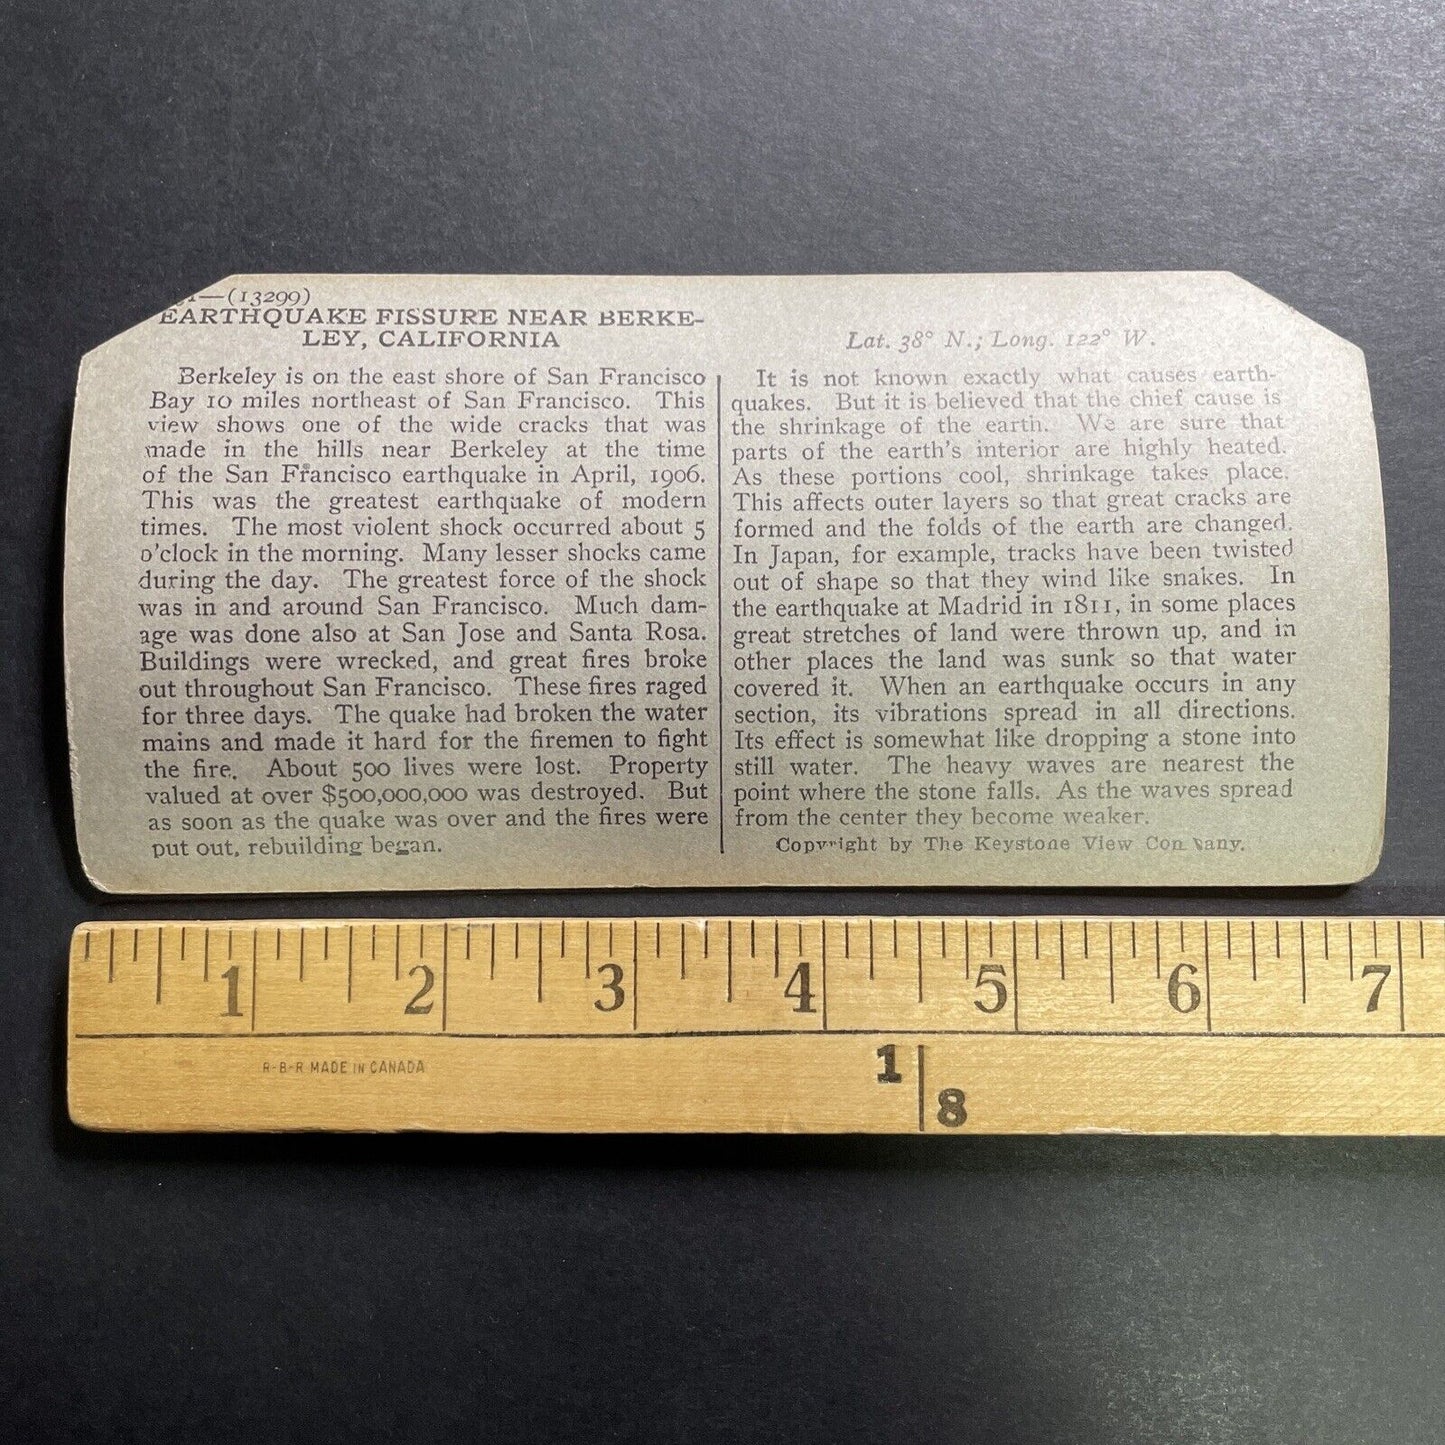 —(13299)
EARTHQUAKE FISSURE NEAR BERKE-
LEY, CALIFORNIA
Berkeley is on the east shore of San Francisco
Bay 10 miles northeast of San Francisco. This
view shows one of the wide cracks that was
made in the hills near Berkeley at the time
of the San Francisco earthquake in April, 1906.
This was the greatest earthquake of modern
times. The most violent shock occurred about 5
o'clock in the morning. Many lesser shocks came
during the day. The greatest force of the shock
was in and around San Francisco. Much dam-
age was done also at San Jose and Santa Rosa.
Buildings were wrecked, and great fires broke
out throughout San Francisco. These fires raged
for three days. The quake had broken the water
mains and made it hard for the firemen to fight
the fire. About 500 lives were lost. Property
valued at over $500,000,000 was destroyed. But
as soon as the quake was over and the fires were
put out, rebuilding began.
Lat. 38° N.; Long. 122° W.
It is not known exactly what causes earth-
quakes. But it is believed that the chief cause is
the shrinkage of the earth. We are sure that
parts of the earth's interior are highly heated.
As these portions cool, shrinkage takes place.
This affects outer layers so that great cracks are
formed and the folds of the earth are changed.
In Japan, for example, tracks have been twisted
out of shape so that they wind like snakes. In
the earthquake at Madrid in 1811, in some places
great stretches of land were thrown up, and in
other places the land was sunk so that water
covered it. When an earthquake occurs in any
section, its vibrations spread in all directions.
Its effect is somewhat like dropping a stone into
still water. The heavy waves are nearest the
point where the stone falls. As the waves spread
from the center they become weaker.
Copyright by The Keystone View Company.
1 2 3 4 5 6 7
R-B-R MADE IN CANADA
1 8